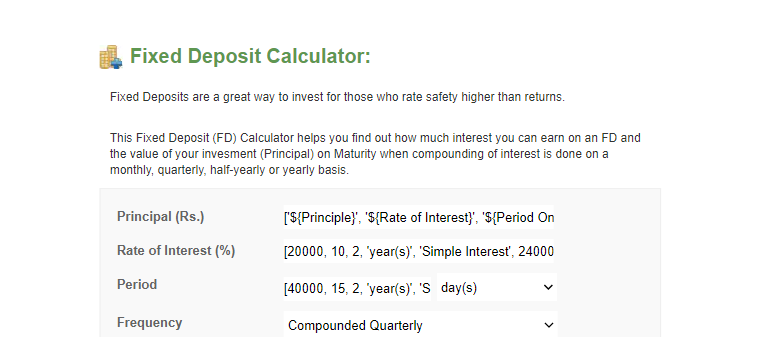 Fixed Deposit Calculator:
Fixed Deposits are a great way to invest for those who rate safety higher than returns.
This Fixed Deposit (FD) Calculator helps you find out how much interest you can earn on an FD and
the value of your invesment (Principal) on Maturity when compounding of interest is done on a
monthly, quarterly, half-yearly or yearly basis.
Principal (Rs.) ['${Principle}', '${Rate of Interest}', '${Period On
Rate of Interest (%) [20000, 10, 2, 'year(s)', 'Simple Interest', 24000
Period [40000, 15, 2, 'year(s)', 'S day(s)
Frequency Compounded Quarterly